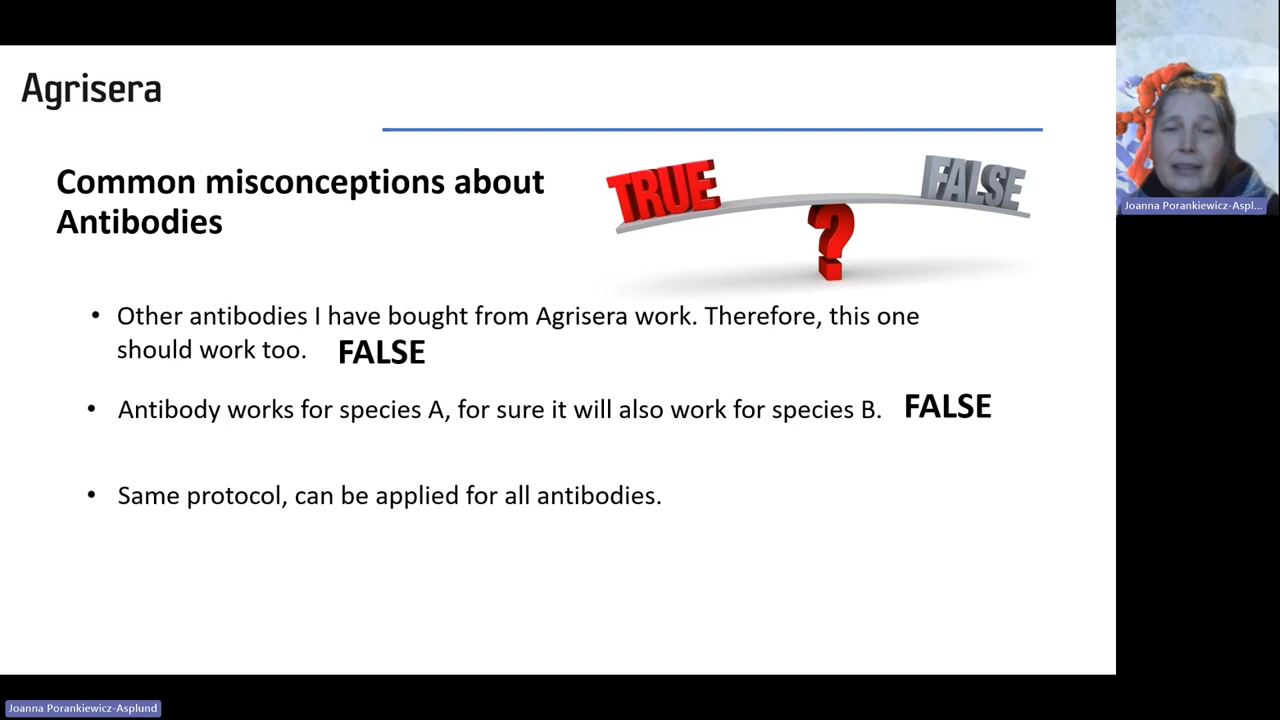 Agrisera
Common misconceptions about
Antibodies
TRUE
FALSE
?
• Other antibodies I have bought from Agrisera work. Therefore, this one
should work too. FALSE
• Antibody works for species A, for sure it will also work for species B. FALSE
• Same protocol, can be applied for all antibodies.
Joanna Porankiewicz-Aspl...
Joanna Porankiewicz-Asplund